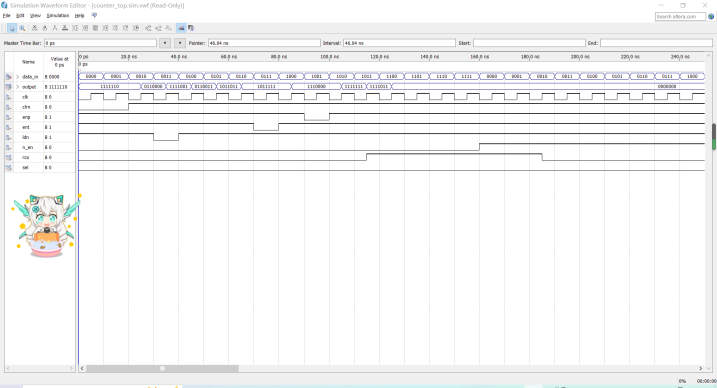 Simulation Waveform Editor - [counter_top.sim.vwf (Read-Only)]
File Edit View Simulation Help
Search altera.com
Master Time Bar: 0 ps Pointer: 46.84 ns Interval: 46.84 ns Start: End:
Name Value at 0 ps
0 ps 20.0 ns 40.0 ns 60.0 ns 80.0 ns 100.0 ns 120.0 ns 140.0 ns 160.0 ns 180.0 ns 200.0 ns 220.0 ns 240.0 ns
0 ps
data_in B 0000 0000 0001 0010 0011 0100 0101 0110 0111 1000 1001 1010 1011 1100 1101 1110 1111 0000 0001 0010 0011 0100 0101 0110 0111 1000
output B 1111110 1111110 0110000 1111001 0110011 1011011 1011111 1110000 1111111 1111011 0000000
clk B 0
clrn B 0
enp B 1
ent B 1
ldn B 1
n_en B 0
rco B 0
sel B 0
0% 00:00:00